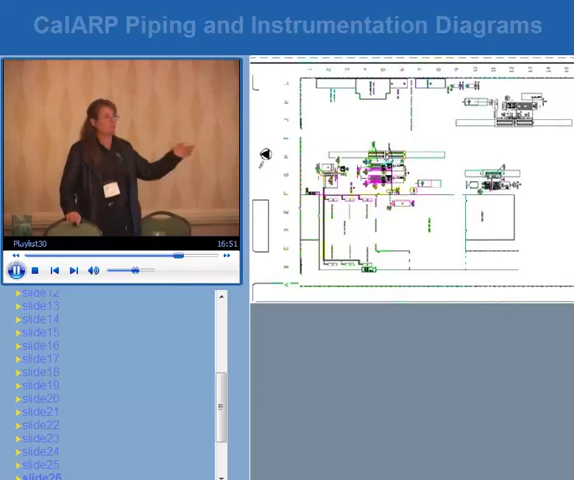 CalARP Piping and Instrumentation Diagrams
Playlist30
16:51
slide12
slide13
slide14
slide15
slide16
slide17
slide18
slide19
slide20
slide21
slide22
slide23
slide24
slide25
slide26